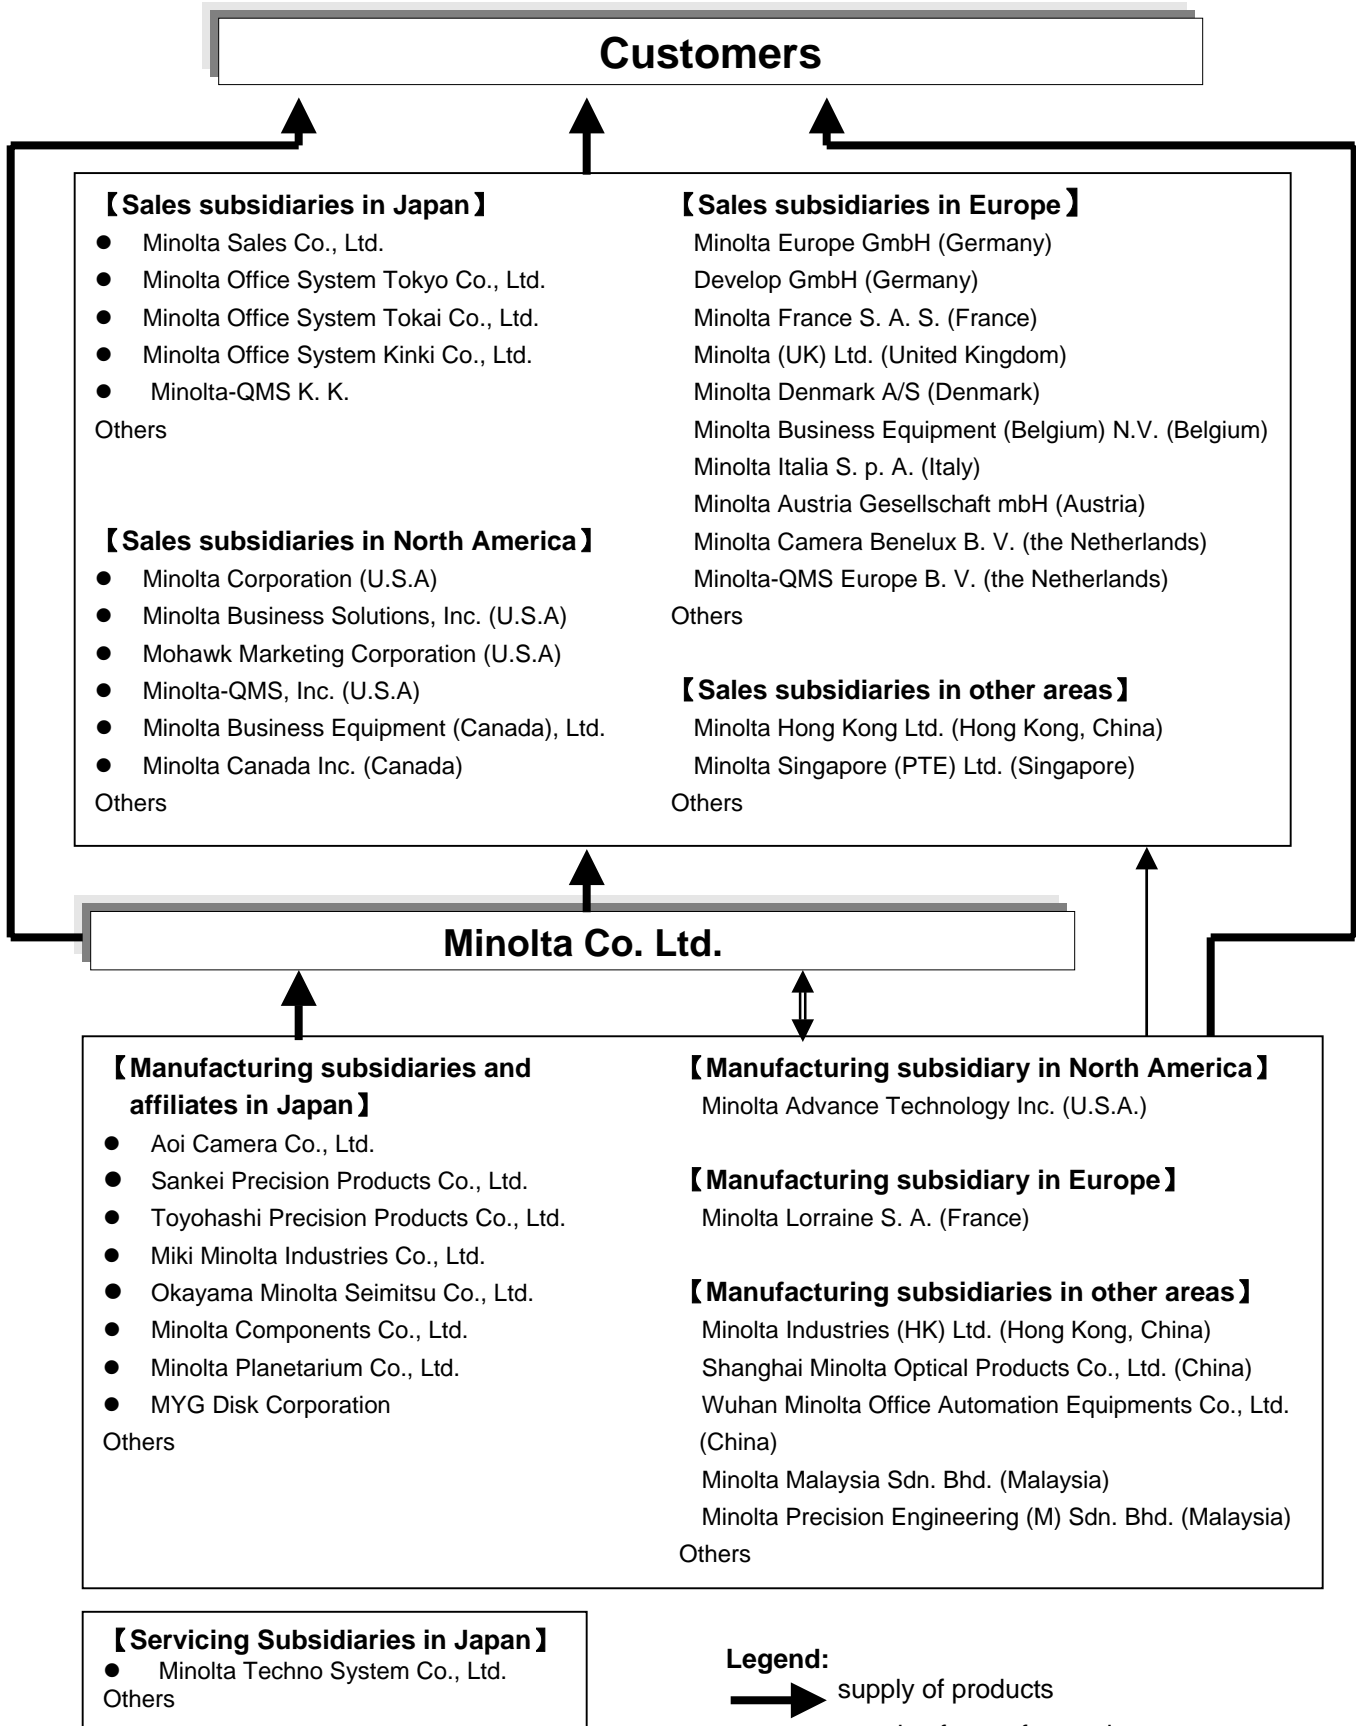 Customers
【Sales subsidiaries in Japan】
● Minolta Sales Co., Ltd.
● Minolta Office System Tokyo Co., Ltd.
● Minolta Office System Tokai Co., Ltd.
● Minolta Office System Kinki Co., Ltd.
● Minolta-QMS K. K.
Others
【Sales subsidiaries in North America】
● Minolta Corporation (U.S.A)
● Minolta Business Solutions, Inc. (U.S.A)
● Mohawk Marketing Corporation (U.S.A)
● Minolta-QMS, Inc. (U.S.A)
● Minolta Business Equipment (Canada), Ltd.
● Minolta Canada Inc. (Canada)
Others
【Sales subsidiaries in Europe】
Minolta Europe GmbH (Germany)
Develop GmbH (Germany)
Minolta France S. A. S. (France)
Minolta (UK) Ltd. (United Kingdom)
Minolta Denmark A/S (Denmark)
Minolta Business Equipment (Belgium) N.V. (Belgium)
Minolta Italia S. p. A. (Italy)
Minolta Austria Gesellschaft mbH (Austria)
Minolta Camera Benelux B. V. (the Netherlands)
Minolta-QMS Europe B. V. (the Netherlands)
Others
【Sales subsidiaries in other areas】
Minolta Hong Kong Ltd. (Hong Kong, China)
Minolta Singapore (PTE) Ltd. (Singapore)
Others
Minolta Co. Ltd.
【Manufacturing subsidiaries and
affiliates in Japan】
● Aoi Camera Co., Ltd.
● Sankei Precision Products Co., Ltd.
● Toyohashi Precision Products Co., Ltd.
● Miki Minolta Industries Co., Ltd.
● Okayama Minolta Seimitsu Co., Ltd.
● Minolta Components Co., Ltd.
● Minolta Planetarium Co., Ltd.
● MYG Disk Corporation
Others
【Manufacturing subsidiary in North America】
Minolta Advance Technology Inc. (U.S.A.)
【Manufacturing subsidiary in Europe】
Minolta Lorraine S. A. (France)
【Manufacturing subsidiaries in other areas】
Minolta Industries (HK) Ltd. (Hong Kong, China)
Shanghai Minolta Optical Products Co., Ltd. (China)
Wuhan Minolta Office Automation Equipments Co., Ltd.
(China)
Minolta Malaysia Sdn. Bhd. (Malaysia)
Minolta Precision Engineering (M) Sdn. Bhd. (Malaysia)
Others
【Servicing Subsidiaries in Japan】
● Minolta Techno System Co., Ltd.
Others
Legend:
supply of products